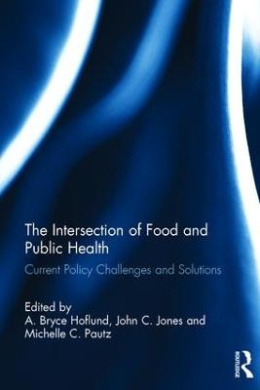 The Intersection of Food and
Public Health
Current Policy Challenges and Solutions
Edited by
A. Bryce Hoflund, John C. Jones and
Michelle C. Pautz
ROUTLEDGE